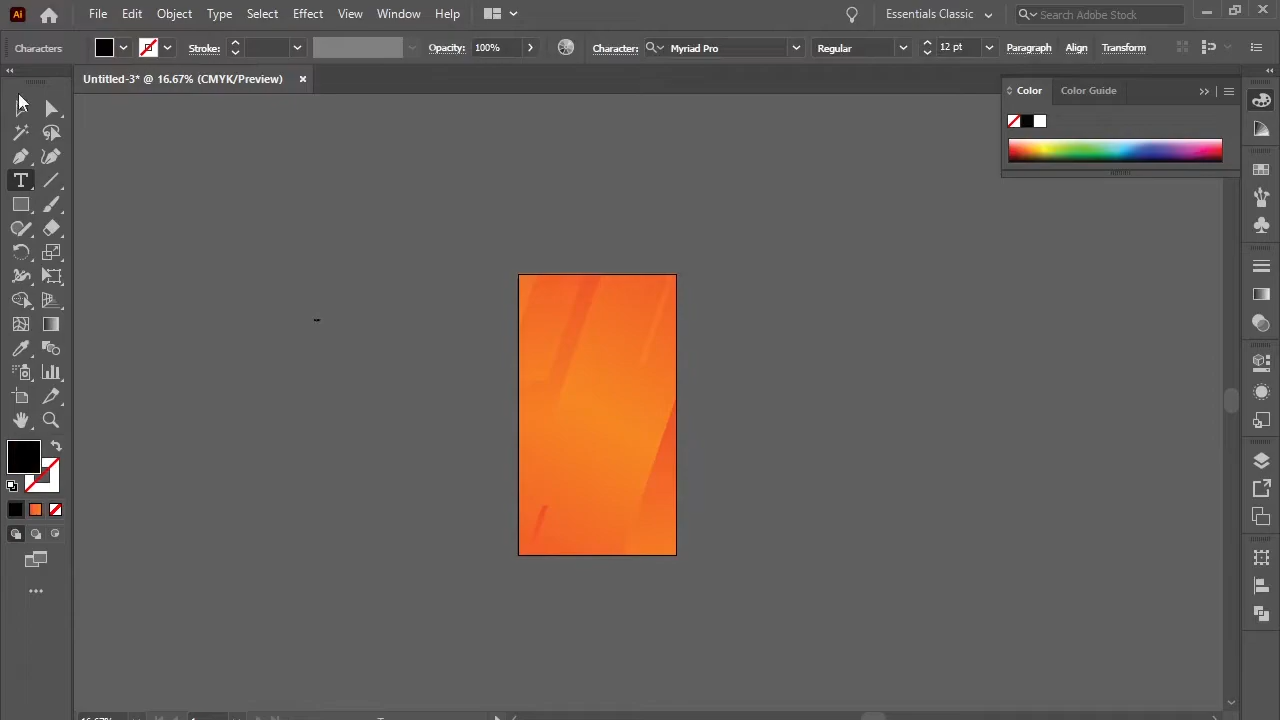 Ai File Edit Object Type Select Effect View Window Help Essentials Classic Search Adobe Stock
Characters Stroke: Opacity: 100% Character: Myriad Pro Regular 12 pt Paragraph Align Transform
Untitled-3* @ 16.67% (CMYK/Preview)
Color Color Guide